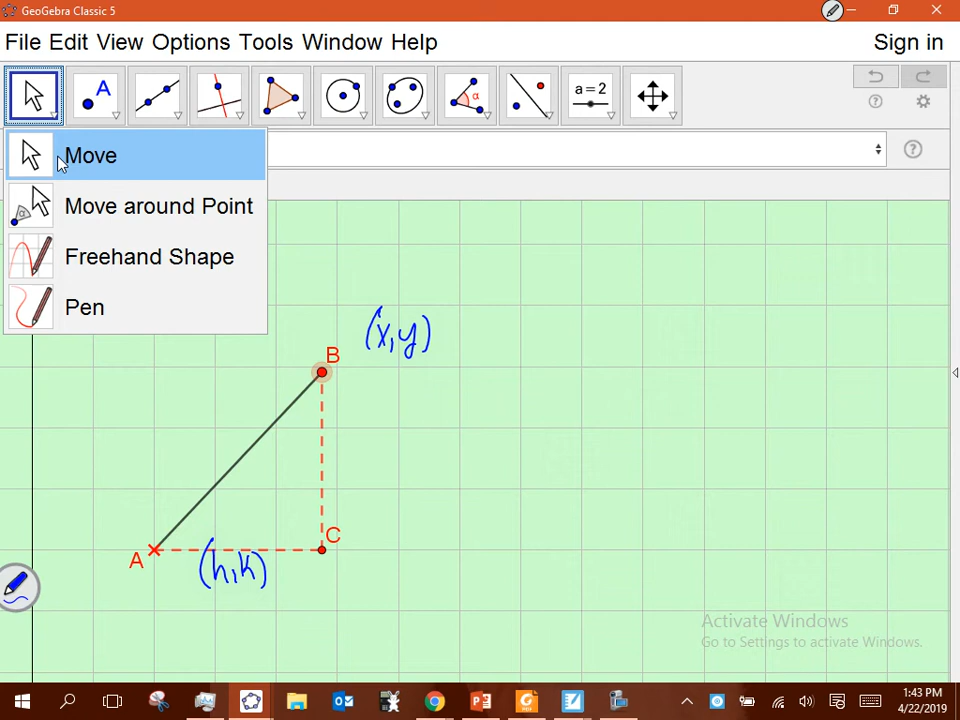 GeoGebra Classic 5
File Edit View Options Tools Window Help Sign in
A α a = 2
Move
Move around Point
Freehand Shape
Pen
(x,y)
B
C
A
(h,k)
Activate Windows
Go to Settings to activate Windows.
1:43 PM
4/22/2019